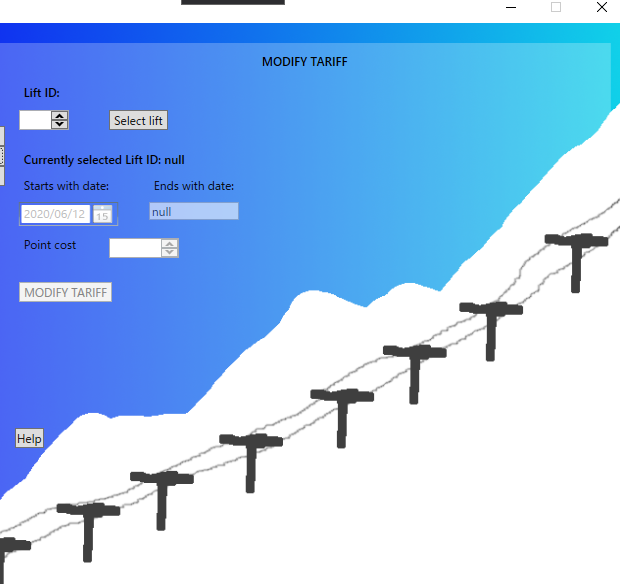 MODIFY TARIFF
Lift ID:
Select lift
Currently selected Lift ID: null
Starts with date: Ends with date:
2020/06/12 15 null
Point cost
MODIFY TARIFF
Help